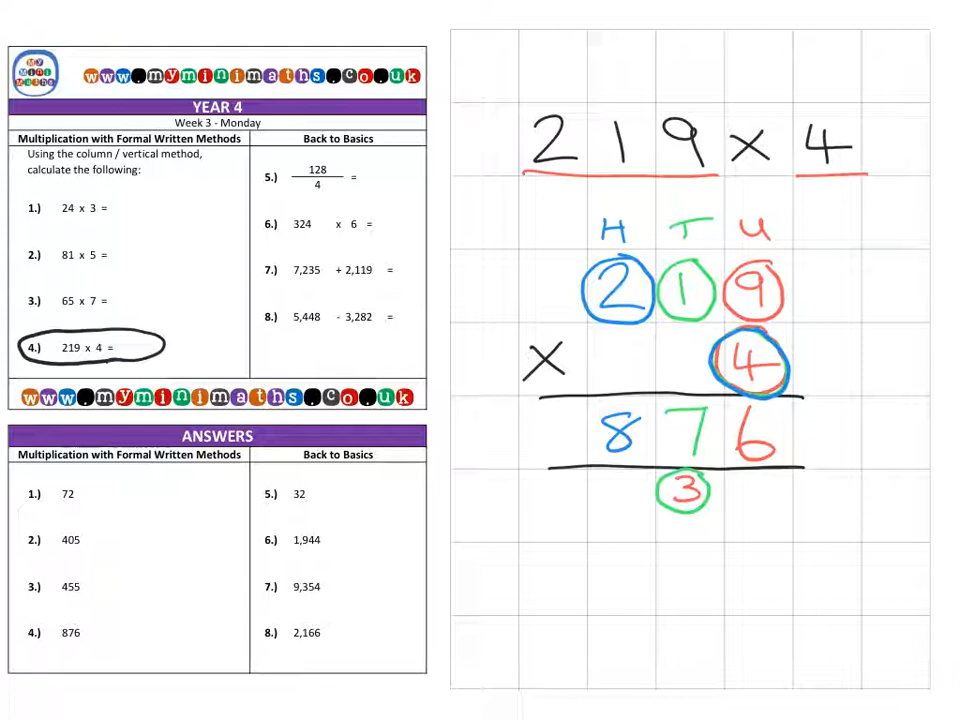 My
Mini
Maths
www.myminimaths.co.uk
YEAR 4
Week 3 - Monday
Multiplication with Formal Written Methods
Using the column / vertical method,
calculate the following:
1.) 24 x 3 =
2.) 81 x 5 =
3.) 65 x 7 =
4.) 219 x 4 =
Back to Basics
5.) 128
4 =
6.) 324 x 6 =
7.) 7,235 + 2,119 =
8.) 5,448 - 3,282 =
www.myminimaths.co.uk
ANSWERS
Multiplication with Formal Written Methods
1.) 72
2.) 405
3.) 455
4.) 876
Back to Basics
5.) 32
6.) 1,944
7.) 9,354
8.) 2,166
219 x 4
H T U
2 1 9
x 4
8 7 6
3